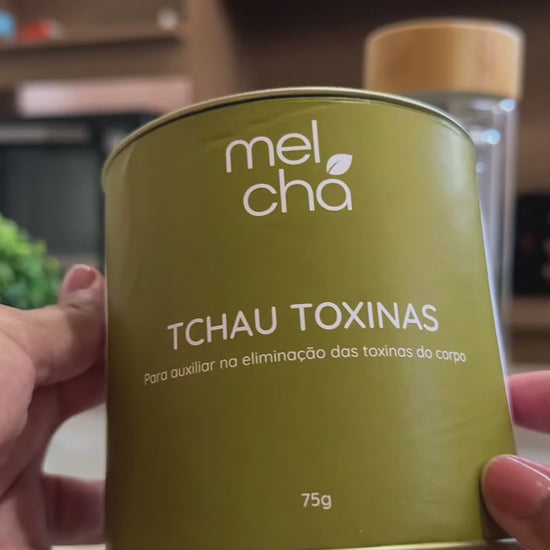 mel
chá
TCHAU TOXINAS
Para auxiliar na eliminação das toxinas do corpo
75g